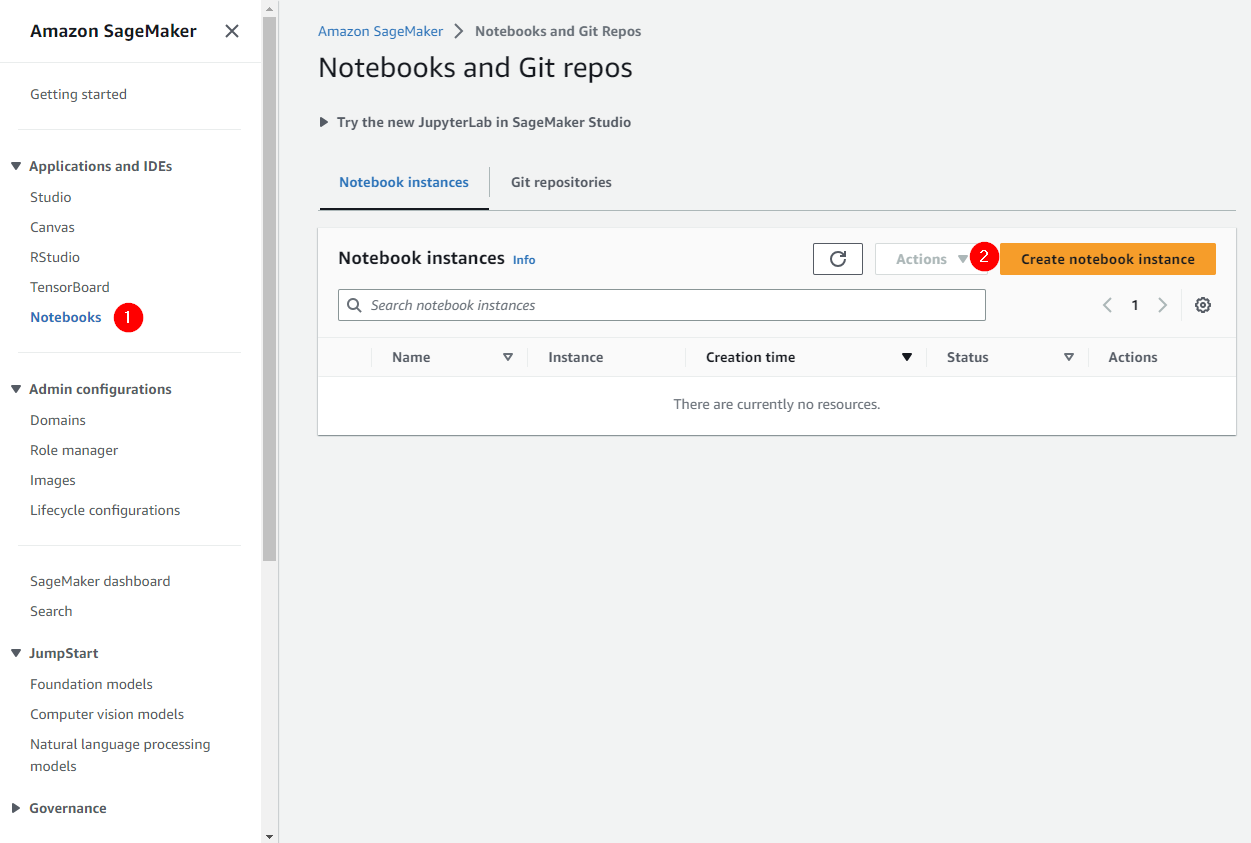 Amazon SageMaker
Getting started
Applications and IDEs
Studio
Canvas
RStudio
TensorBoard
Notebooks 1
Admin configurations
Domains
Role manager
Images
Lifecycle configurations
SageMaker dashboard
Search
JumpStart
Foundation models
Computer vision models
Natural language processing
models
Governance
Amazon SageMaker Notebooks and Git Repos
Notebooks and Git repos
Try the new JupyterLab in SageMaker Studio
Notebook instances Git repositories
Notebook instances Info Actions 2 Create notebook instance
Search notebook instances 1
Name Instance Creation time Status Actions
There are currently no resources.